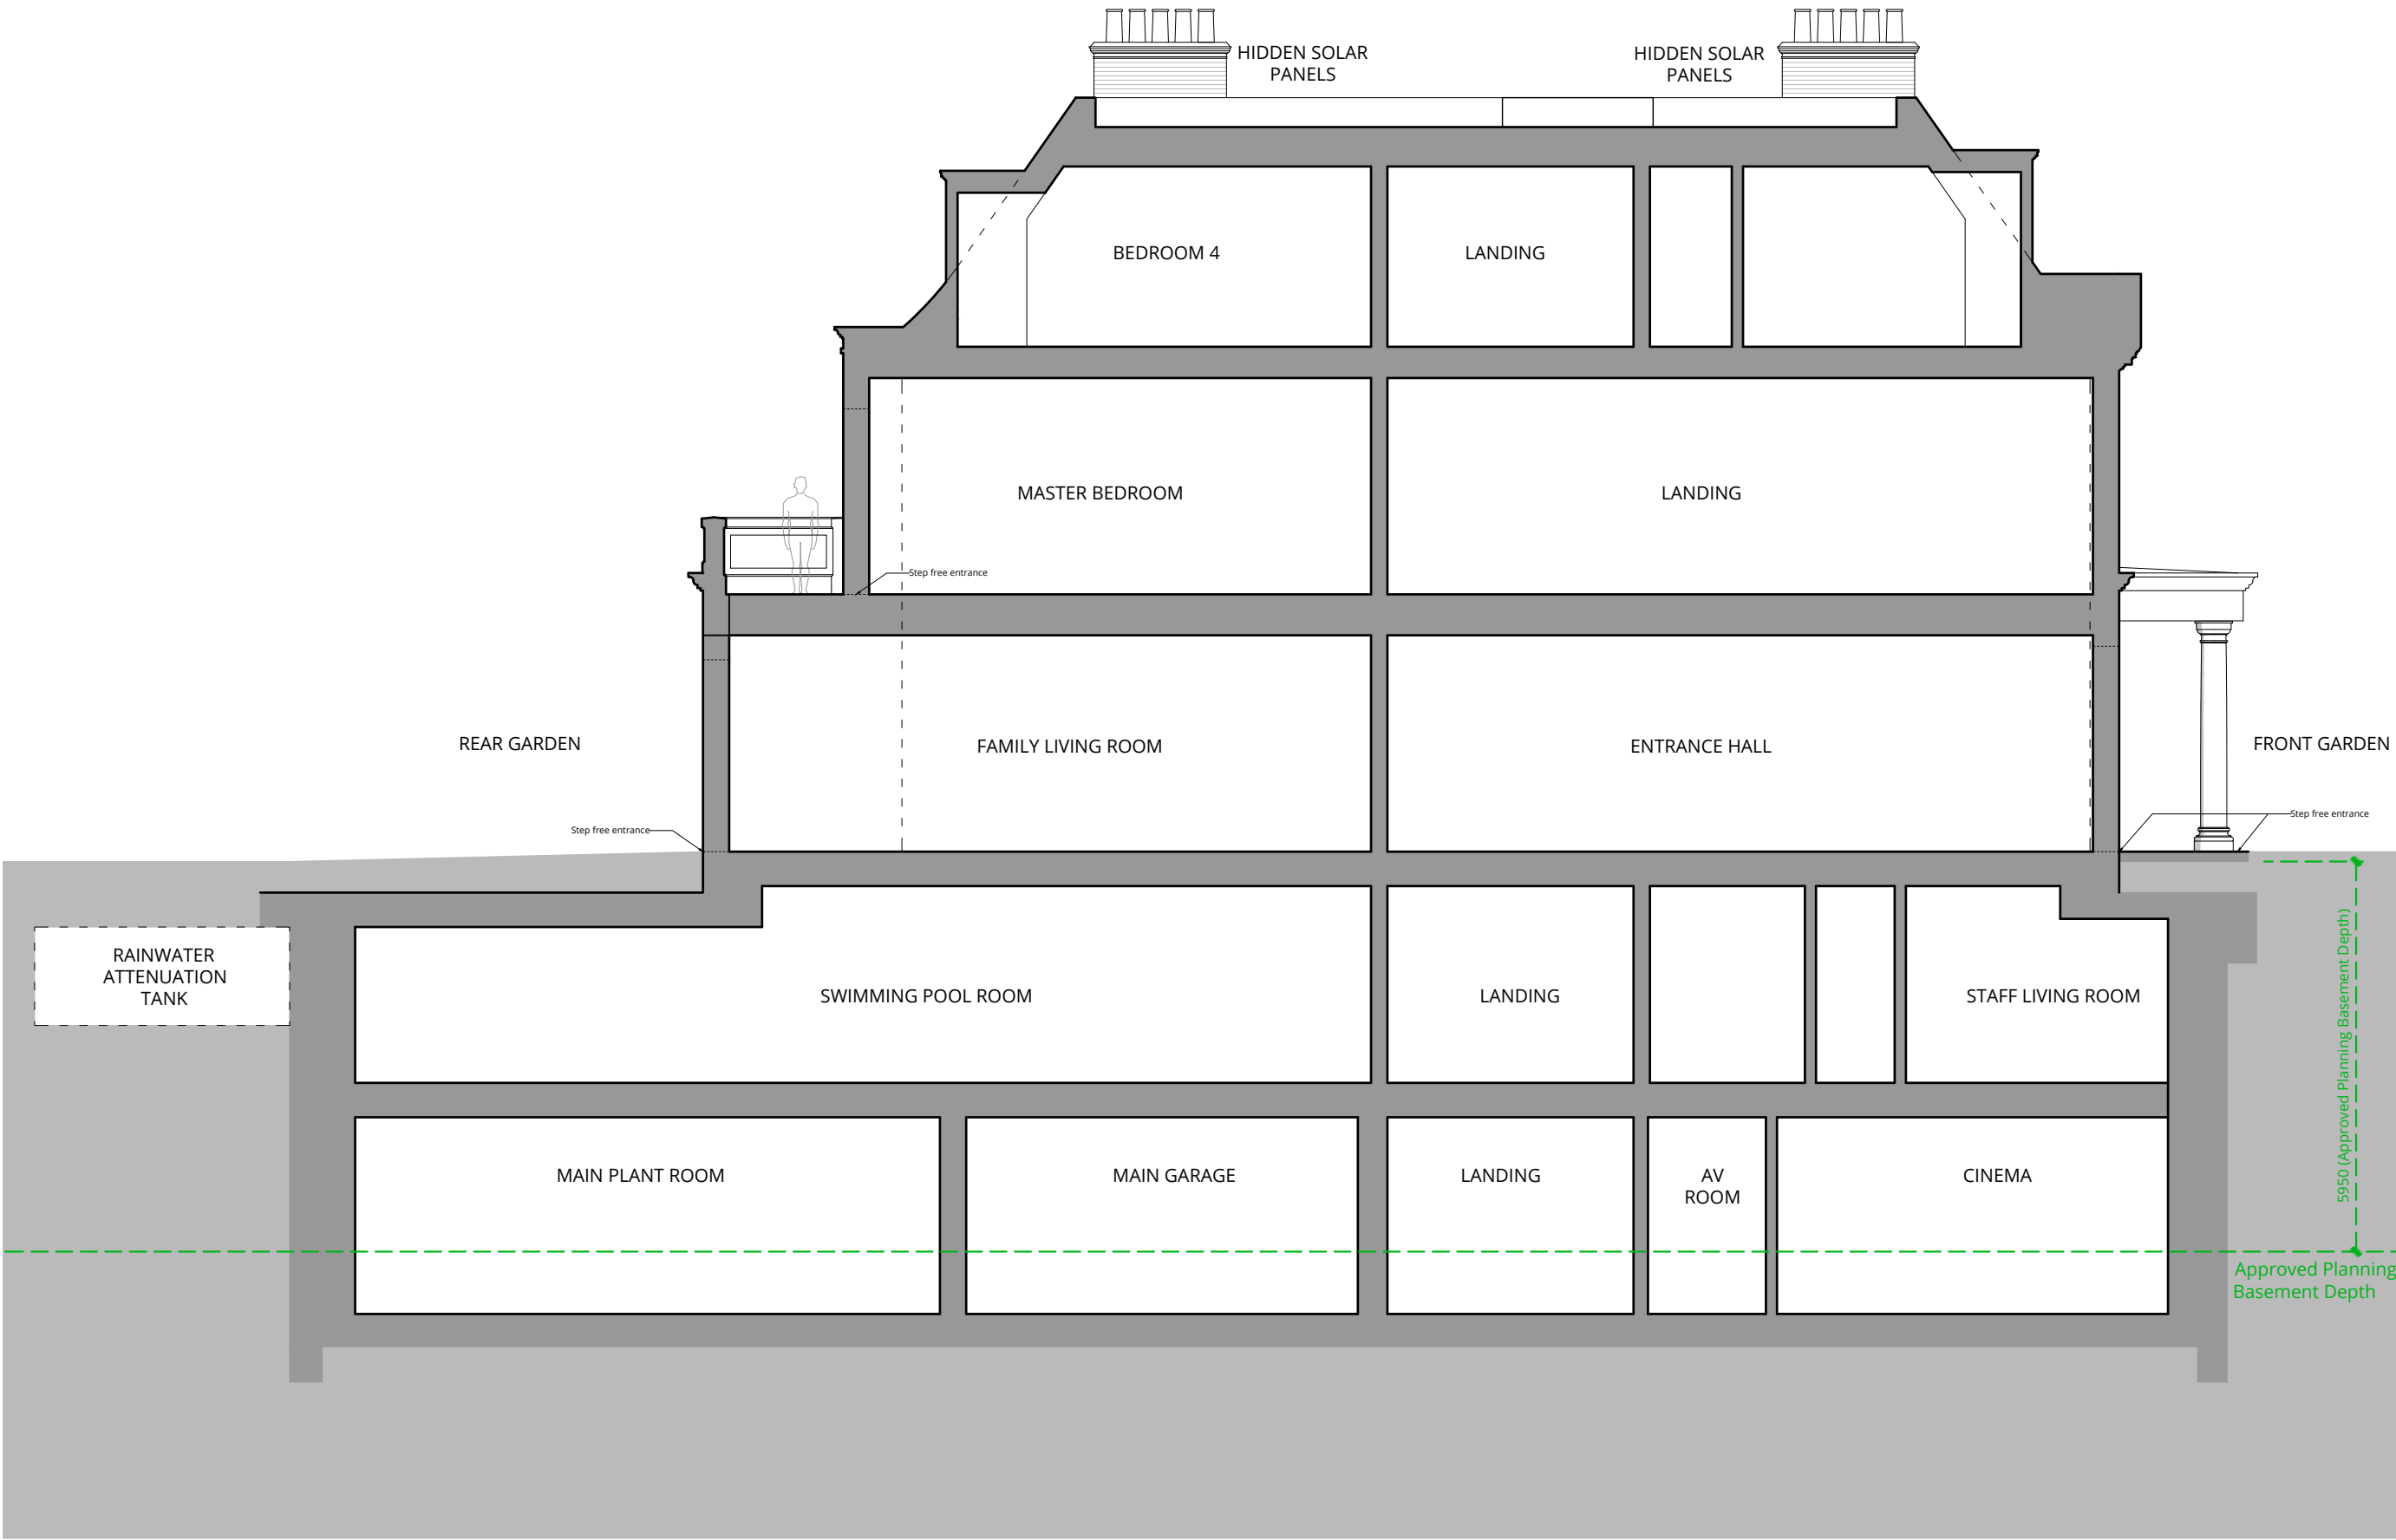 HIDDEN SOLAR
PANELS
HIDDEN SOLAR
PANELS
BEDROOM 4
LANDING
MASTER BEDROOM
LANDING
Step free entrance
REAR GARDEN
FAMILY LIVING ROOM
ENTRANCE HALL
FRONT GARDEN
Step free entrance
Step free entrance
RAINWATER
ATTENUATION
TANK
SWIMMING POOL ROOM
LANDING
STAFF LIVING ROOM
5950 (Approved Planning Basement Depth)
MAIN PLANT ROOM
MAIN GARAGE
LANDING
AV
ROOM
CINEMA
Approved Planning
Basement Depth